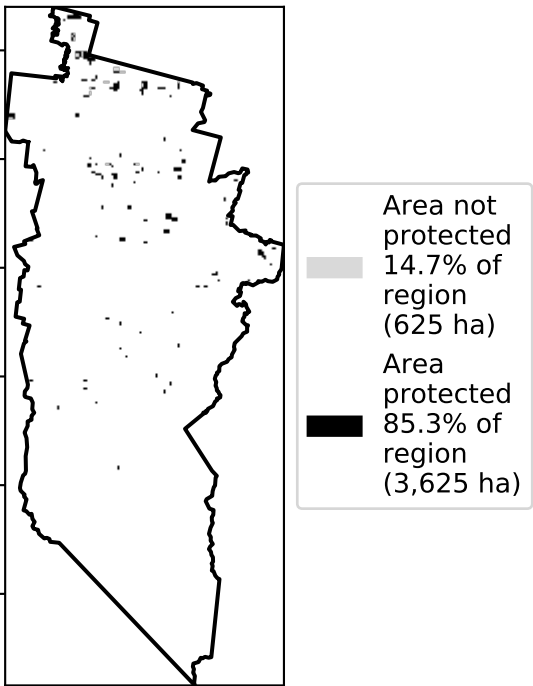 Area not
protected
14.7% of
region
(625 ha)
Area
protected
85.3% of
region
(3,625 ha)